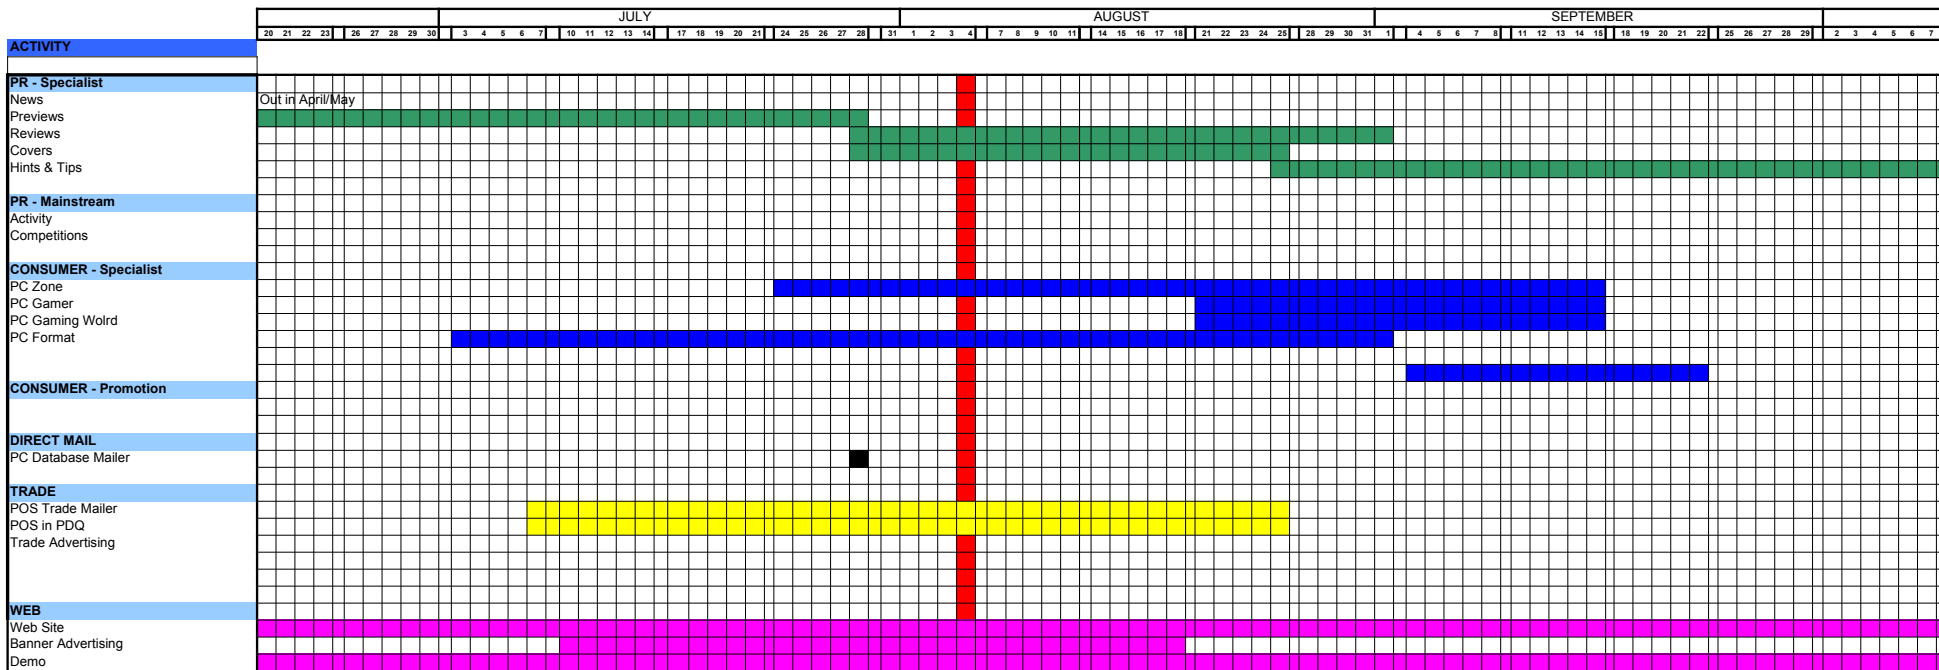 JULY AUGUST SEPTEMBER
20 21 22 23 26 27 28 29 30 3 4 5 6 7 10 11 12 13 14 17 18 19 20 21 24 25 26 27 28 31 1 2 3 4 7 8 9 10 11 14 15 16 17 18 21 22 23 24 25 28 29 30 31 1 4 5 6 7 8 11 12 13 14 15 18 19 20 21 22 25 26 27 28 29 2 3 4 5 6 7
ACTIVITY
PR - Specialist
News Out in April/May
Previews
Reviews
Covers
Hints & Tips
PR - Mainstream
Activity
Competitions
CONSUMER - Specialist
PC Zone
PC Gamer
PC Gaming Wolrd
PC Format
CONSUMER - Promotion
DIRECT MAIL
PC Database Mailer
TRADE
POS Trade Mailer
POS in PDQ
Trade Advertising
WEB
Web Site
Banner Advertising
Demo